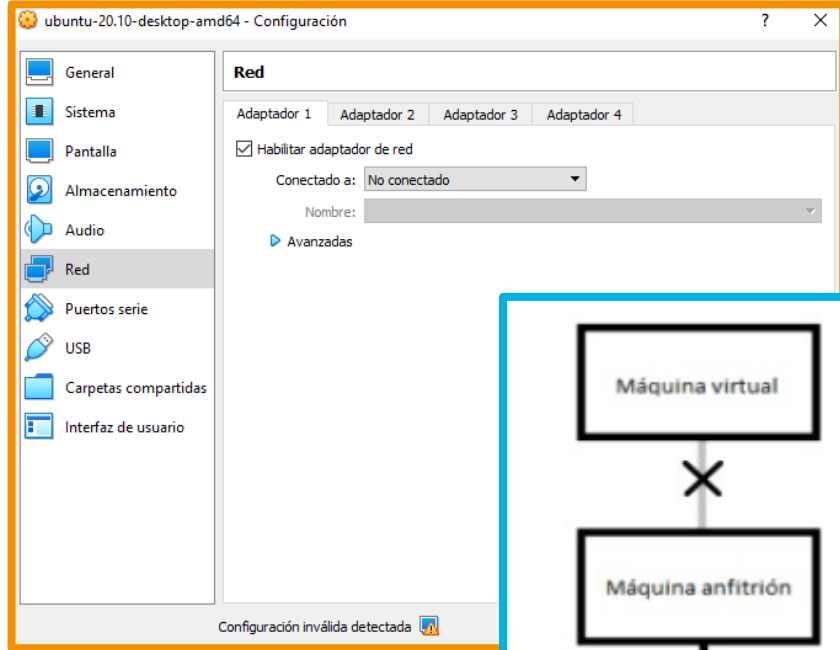 ubuntu-20.10-desktop-amd64 - Configuración ?
General
Sistema
Pantalla
Almacenamiento
Audio
Red
Puertos serie
USB
Carpetas compartidas
Interfaz de usuario
Red
Adaptador 1 Adaptador 2 Adaptador 3 Adaptador 4
Habilitar adaptador de red
Conectado a: No conectado
Nombre:
Avanzadas
Configuración inválida detectada
Máquina virtual
Máquina anfitrión